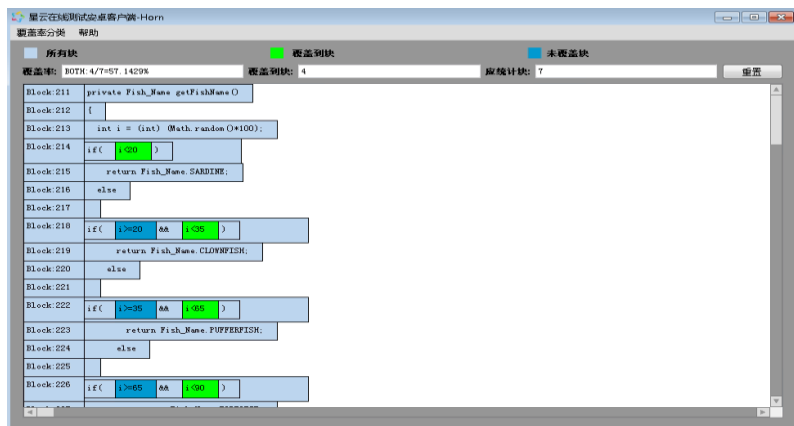 星云在线测试安卓客户端-Horn
覆盖率分类 帮助
所有块 覆盖到块 未覆盖块
覆盖率: BOTH:4/7=57.1429% 覆盖到块: 4 应统计块: 7 重置
Block:211 private Fish_Name getFishName()
Block:212 {
Block:213 int i = (int) (Math.random()*100);
Block:214 if( i<20 )
Block:215 return Fish_Name.SARDINE;
Block:216 else
Block:217
Block:218 if( i>=20 && i<35 )
Block:219 return Fish_Name.CLOWNFISH;
Block:220 else
Block:221
Block:222 if( i>=35 && i<65 )
Block:223 return Fish_Name.PUFFERFISH;
Block:224 else
Block:225
Block:226 if( i>=65 && i<90 )